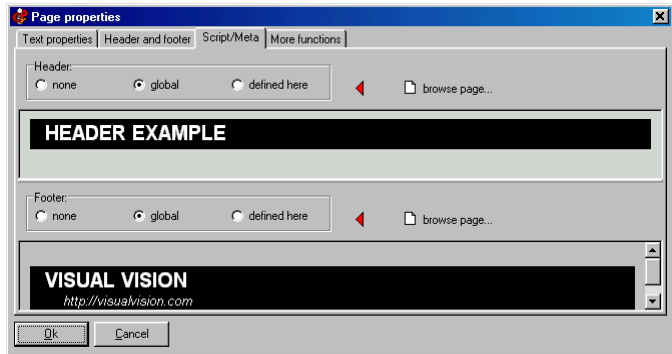 Page properties
Text properties Header and footer Script/Meta More functions
Header:
none global defined here browse page...
HEADER EXAMPLE
Footer:
none global defined here browse page...
VISUAL VISION
http://visualvision.com
Ok Cancel